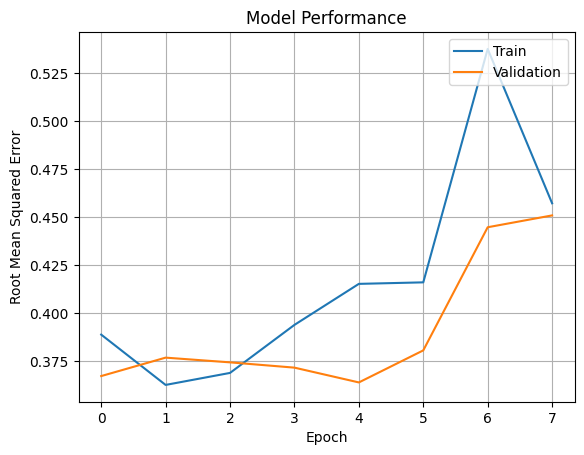 Model Performance
Train
Validation
Root Mean Squared Error
0.525
0.500
0.475
0.450
0.425
0.400
0.375
0 1 2 3 4 5 6 7
Epoch